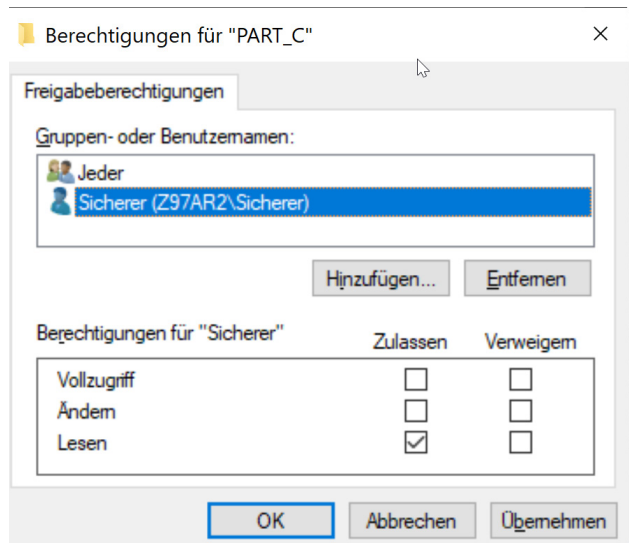 Berechtigungen für "PART_C"
Freigabeberechtigungen
Gruppen- oder Benutzernamen:
Jeder
Sicherer (Z97AR2\Sicherer)
Hinzufügen...
Entfernen
Berechtigungen für "Sicherer"
Zulassen
Verweigern
Vollzugriff
Ändern
Lesen
OK
Abbrechen
Übernehmen